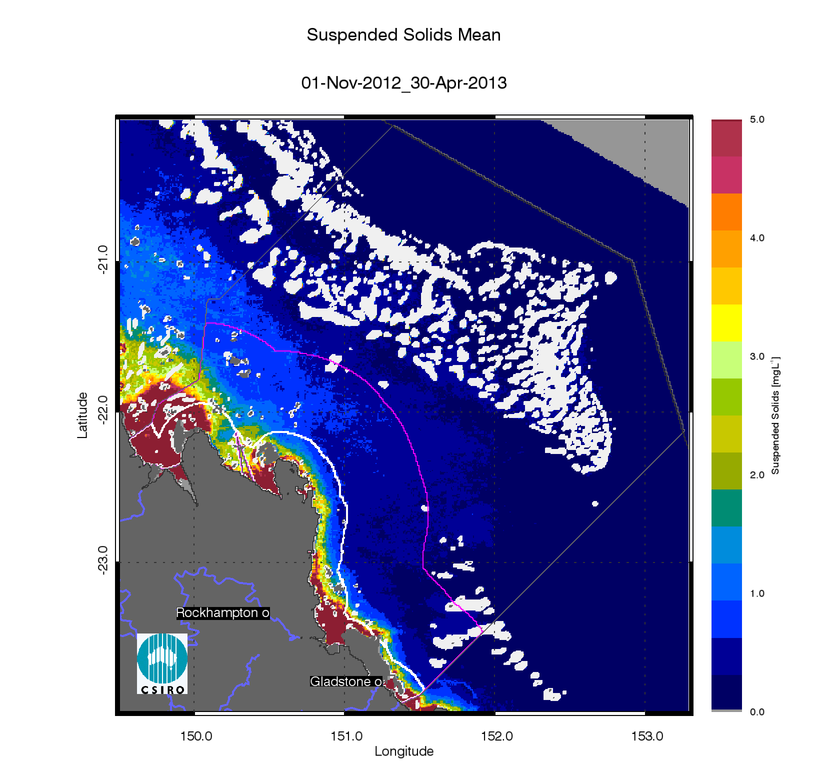 Suspended Solids Mean
01-Nov-2012_30-Apr-2013
5.0
4.0
3.0
2.0
1.0
0.0
Suspended Solids [mgL⁻¹]
-21.0
-22.0
-23.0
Latitude
Rockhampton o
Gladstone o
CSIRO
150.0
151.0
152.0
153.0
Longitude